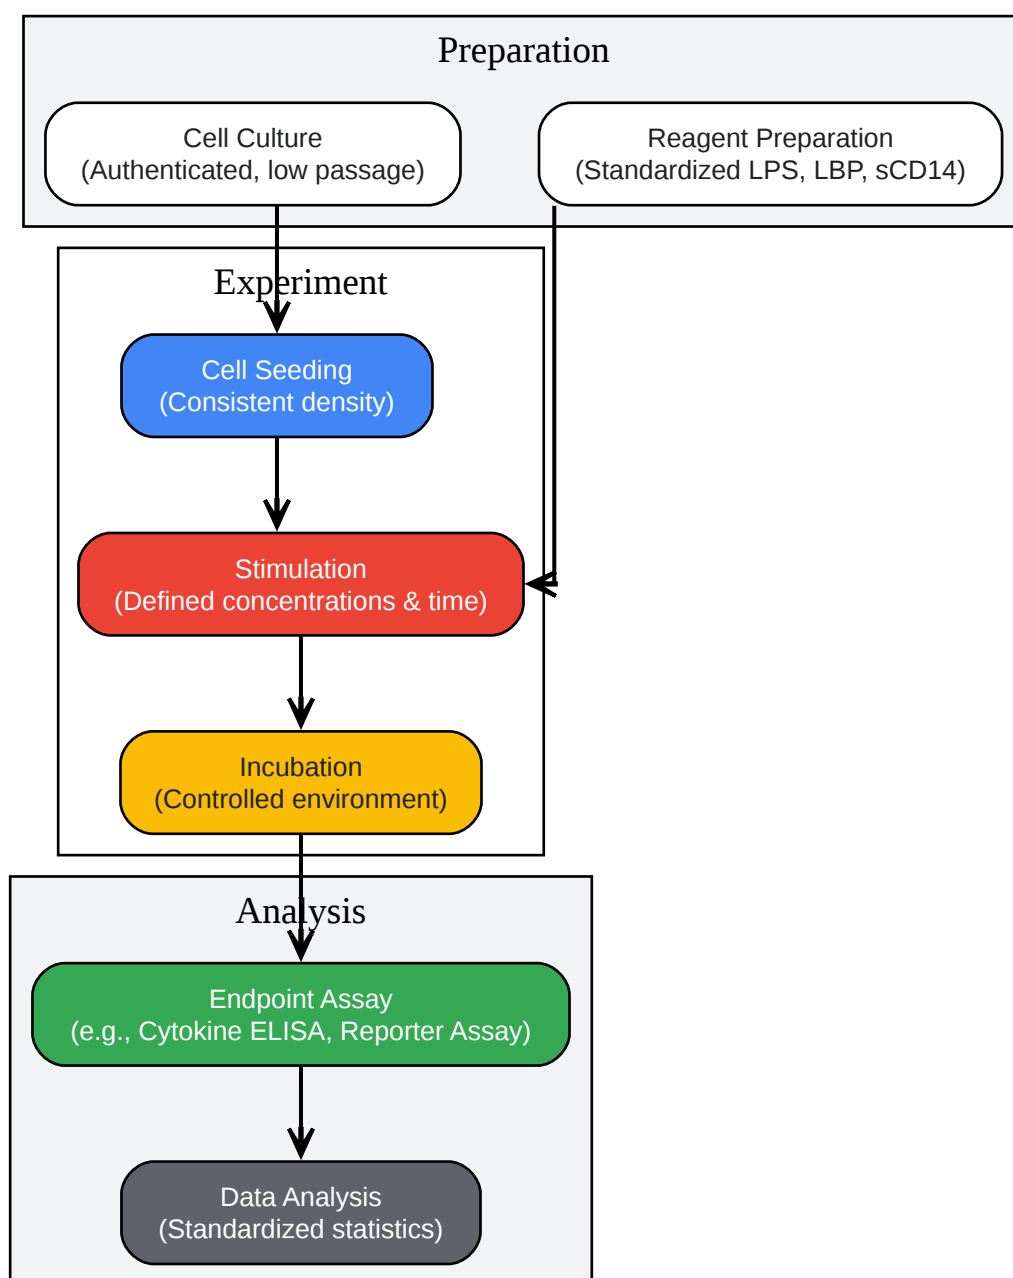 Preparation
Cell Culture
(Authenticated, low passage)
Reagent Preparation
(Standardized LPS, LBP, sCD14)
Experiment
Cell Seeding
(Consistent density)
Stimulation
(Defined concentrations & time)
Incubation
(Controlled environment)
Analysis
Endpoint Assay
(e.g., Cytokine ELISA, Reporter Assay)
Data Analysis
(Standardized statistics)